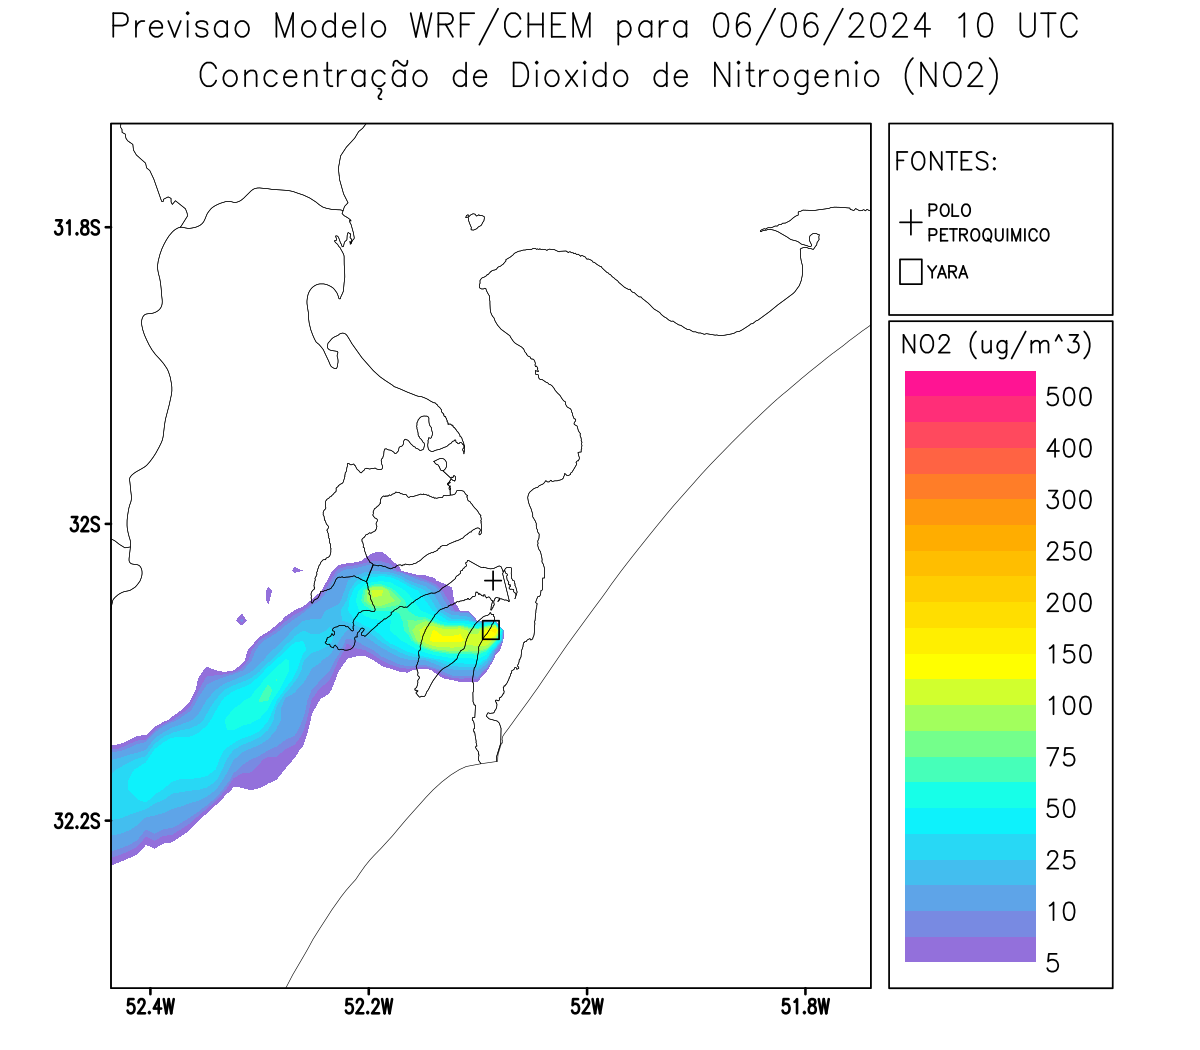 Previsao Modelo WRF/CHEM para 06/06/2024 10 UTC
Concentração de Dioxido de Nitrogenio (NO2)
FONTES:
POLO
PETROQUIMICO
YARA
NO2 (ug/m^3)
500
400
300
250
200
150
100
75
50
25
10
5
31.8S
32S
32.2S
52.4W
52.2W
52W
51.8W